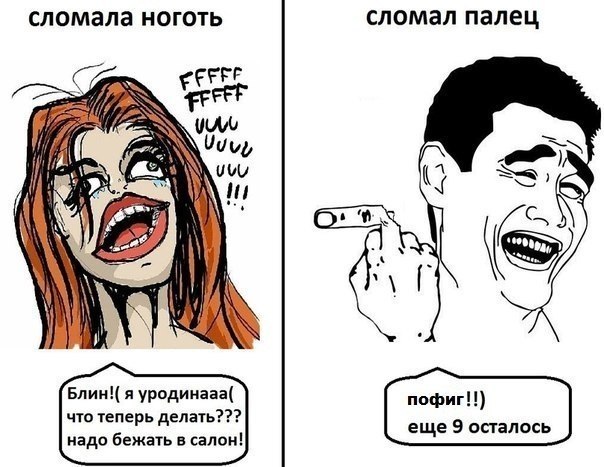 сломала ноготь
FFFFF
FFFFF
UUU
UUUU
UUU
!!!
Блин!( я уродинааа(
что теперь делать???
надо бежать в салон!
сломал палец
пофиг!!)
еще 9 осталось